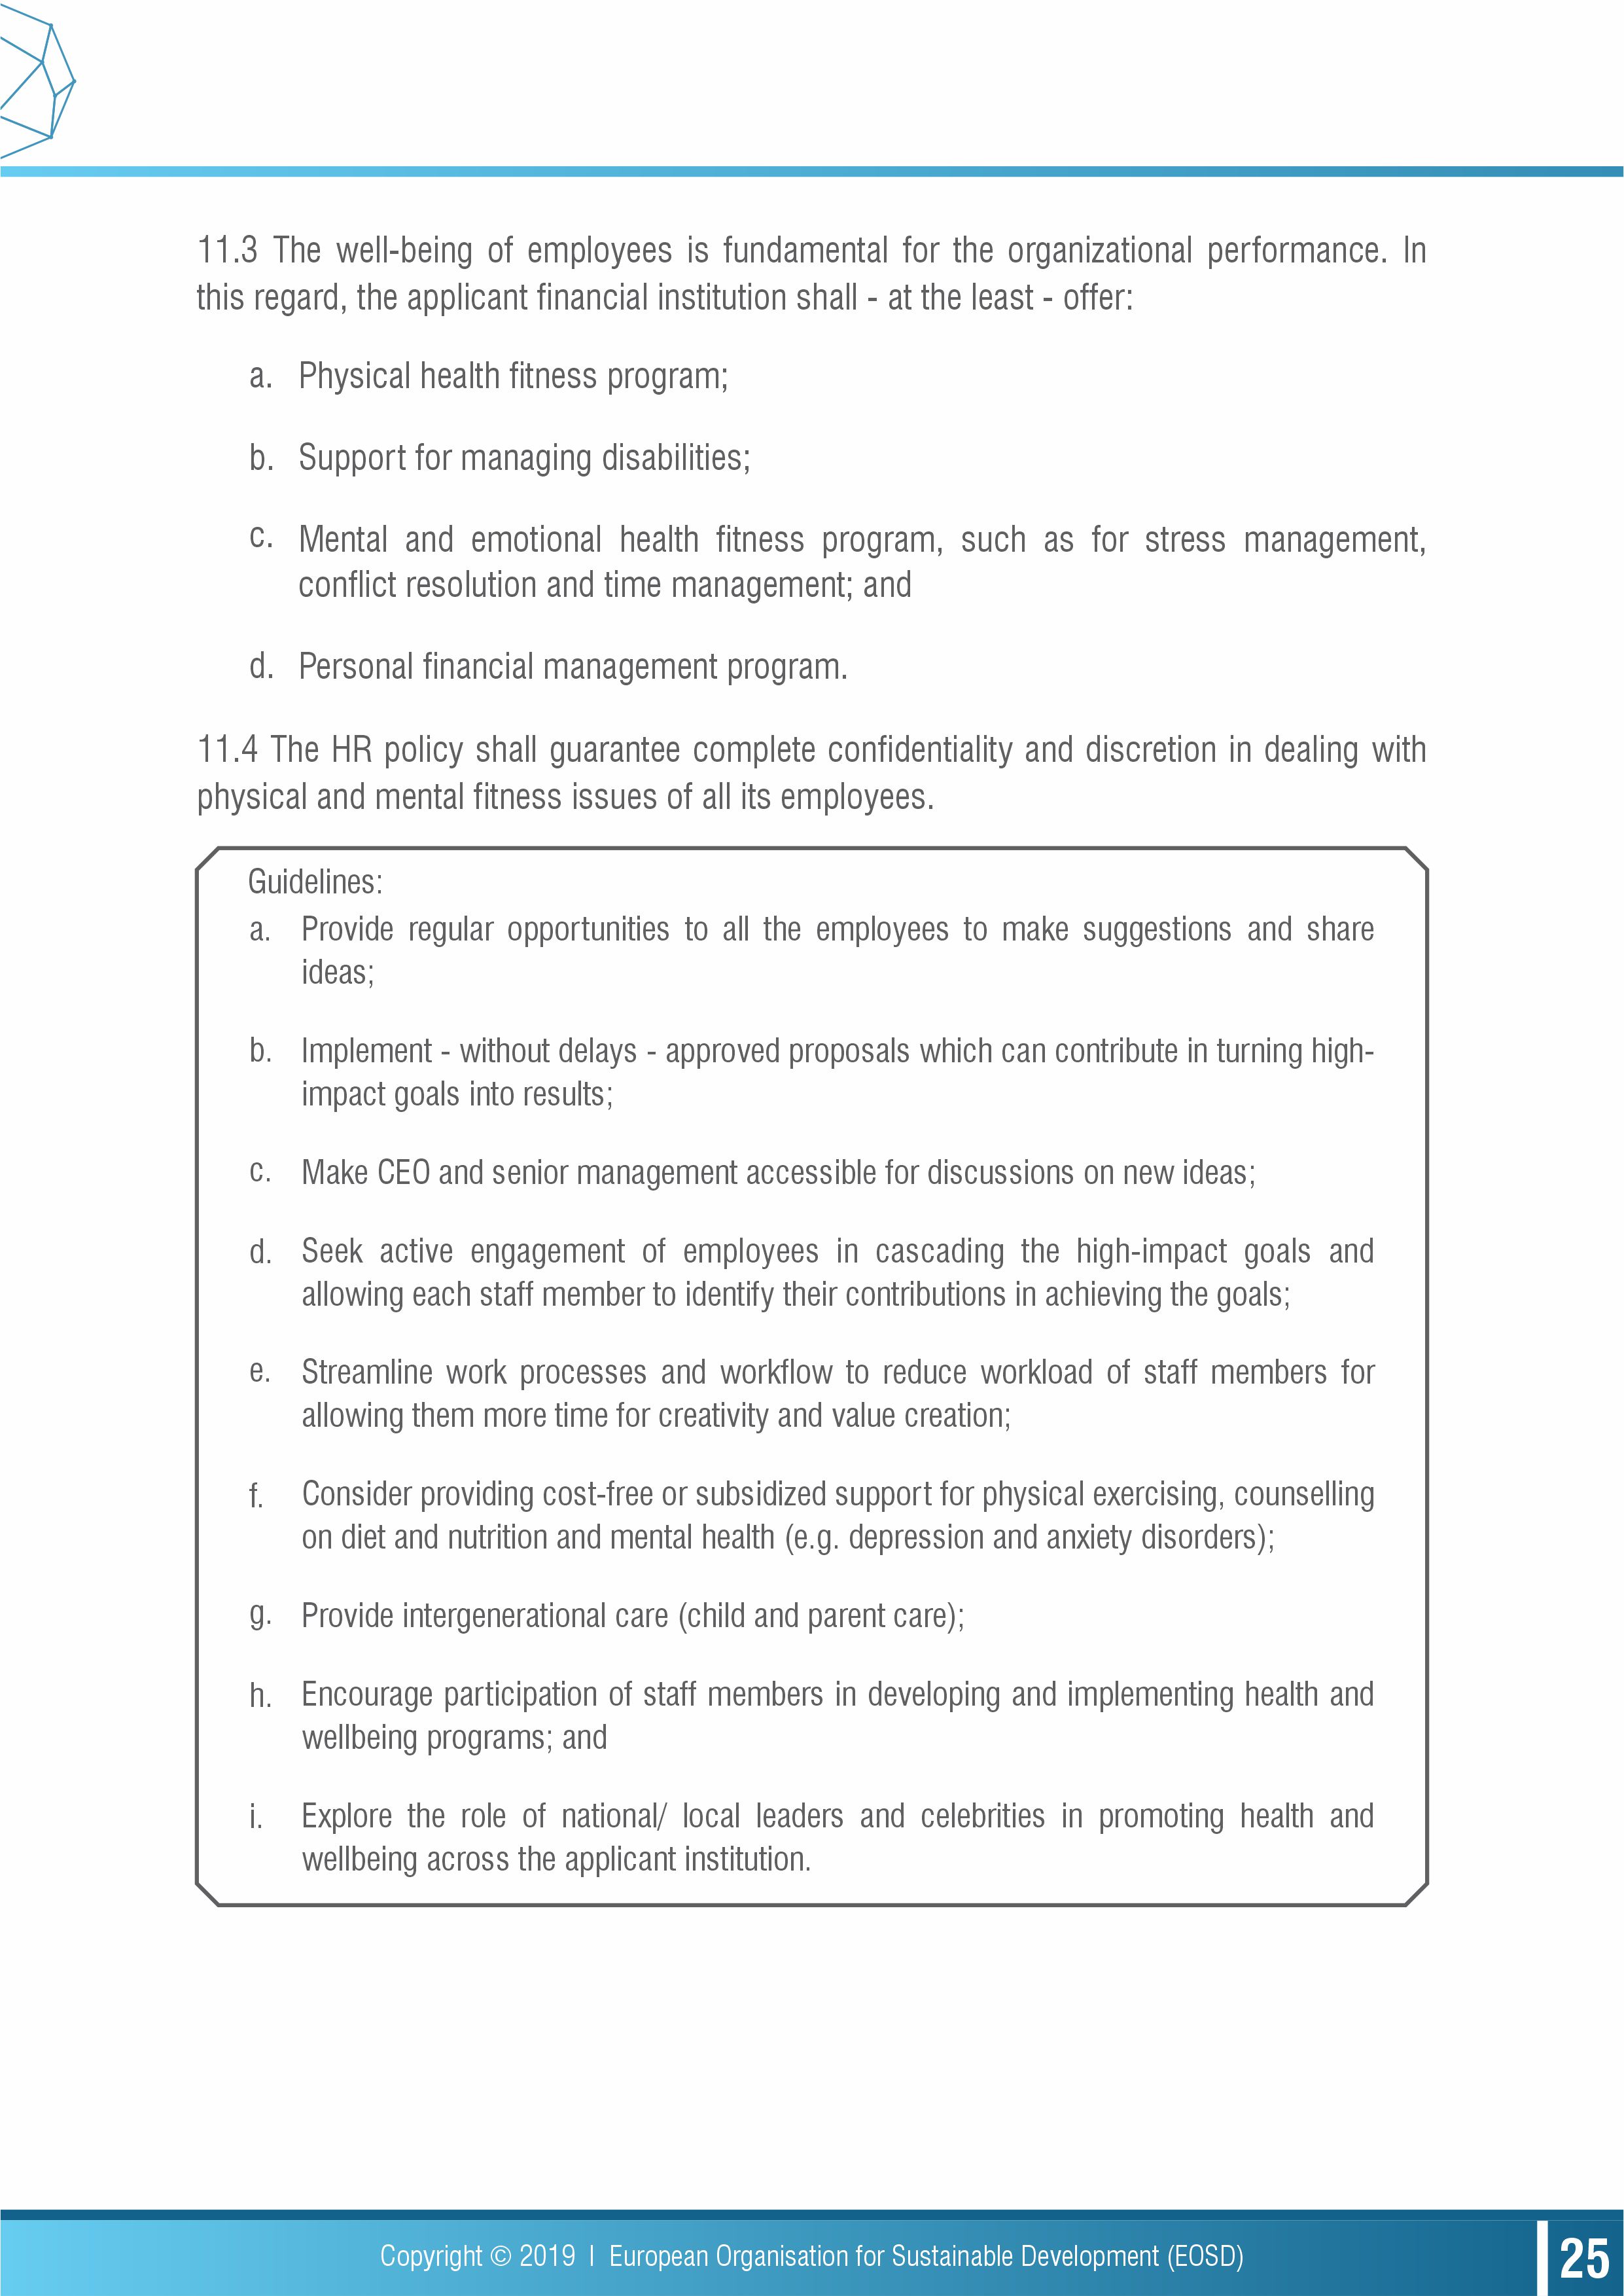 11.3 The well-being of employees is fundamental for the organizational performance. In
this regard, the applicant financial institution shall - at the least - offer:
a. Physical health fitness program;
b. Support for managing disabilities;
c. Mental and emotional health fitness program, such as for stress management,
conflict resolution and time management; and
d. Personal financial management program.
11.4 The HR policy shall guarantee complete confidentiality and discretion in dealing with
physical and mental fitness issues of all its employees.
Guidelines:
a. Provide regular opportunities to all the employees to make suggestions and share
ideas;
b. Implement - without delays - approved proposals which can contribute in turning high-
impact goals into results;
c. Make CEO and senior management accessible for discussions on new ideas;
d. Seek active engagement of employees in cascading the high-impact goals and
allowing each staff member to identify their contributions in achieving the goals;
e. Streamline work processes and workflow to reduce workload of staff members for
allowing them more time for creativity and value creation;
f. Consider providing cost-free or subsidized support for physical exercising, counselling
on diet and nutrition and mental health (e.g. depression and anxiety disorders);
g. Provide intergenerational care (child and parent care);
h. Encourage participation of staff members in developing and implementing health and
wellbeing programs; and
i. Explore the role of national/ local leaders and celebrities in promoting health and
wellbeing across the applicant institution.
Copyright © 2019 | European Organisation for Sustainable Development (EOSD)
25